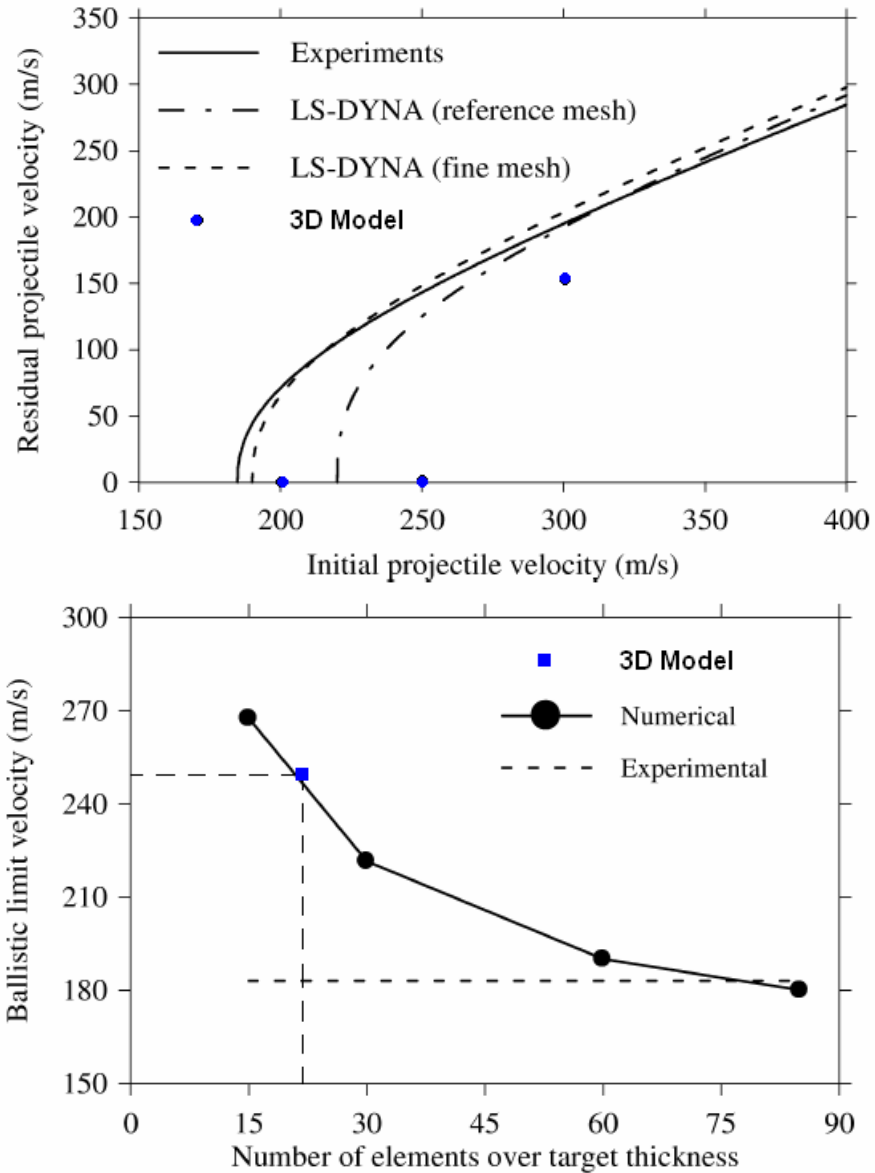 350
300
250
200
150
100
50
0
Residual projectile velocity (m/s)
Experiments
LS-DYNA (reference mesh)
LS-DYNA (fine mesh)
3D Model
150 200 250 300 350 400
Initial projectile velocity (m/s)
300
270
240
210
180
150
Ballistic limit velocity (m/s)
3D Model
Numerical
Experimental
0 15 30 45 60 75 90
Number of elements over target thickness